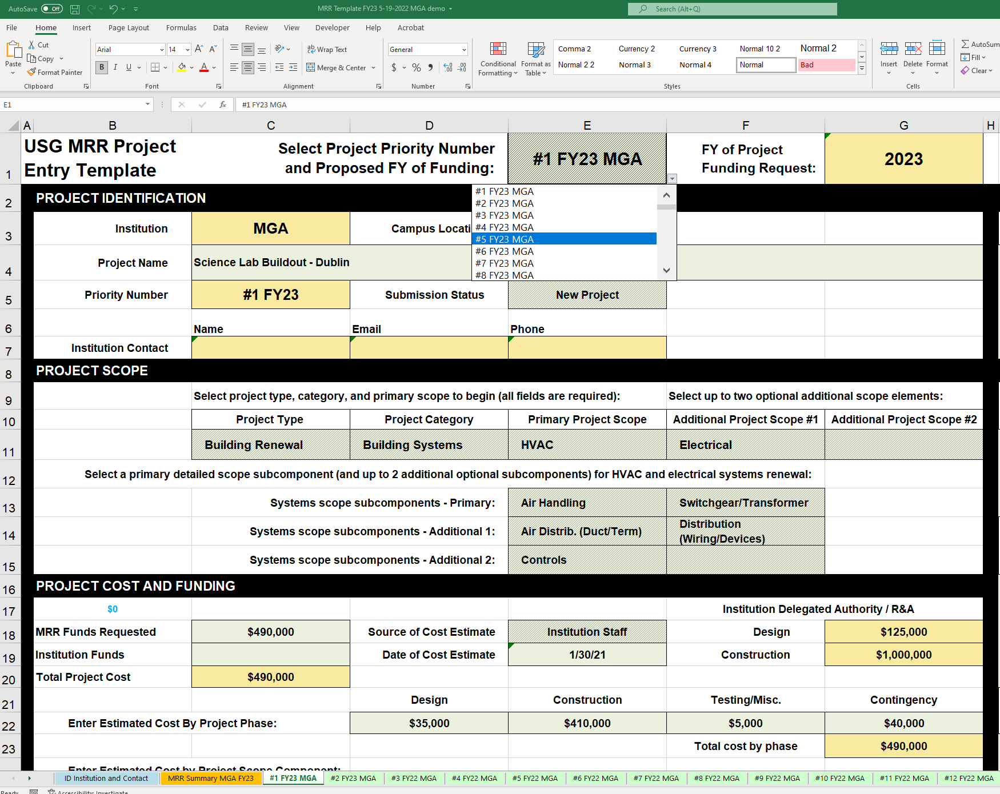 AutoSave Off MRR Template FY23 5-19-2022 MGA demo Search (Alt+Q)
File Home Insert Page Layout Formulas Data Review View Developer Help Acrobat
Paste Cut Copy Format Painter Clipboard
Arial 14 B I U Font
ab Wrap Text Merge & Center Alignment
General $ % Number
Conditional Formatting Format as Table
Comma 2 Currency 2 Currency 3 Normal 10 2 Normal 2
Normal 2 2 Normal 3 Normal 4 Normal Bad
Styles
Insert Delete Format Cells
AutoSum
Fill
Clear
E1 fx #1 FY23 MGA
A B C D E F G H
1 USG MRR Project Entry Template Select Project Priority Number and Proposed FY of Funding: #1 FY23 MGA FY of Project Funding Request: 2023
2 PROJECT IDENTIFICATION
#1 FY23 MGA
#2 FY23 MGA
#3 FY23 MGA
#4 FY23 MGA
#5 FY23 MGA
#6 FY23 MGA
#7 FY23 MGA
#8 FY23 MGA
3 Institution MGA Campus Locati
4 Project Name Science Lab Buildout - Dublin
5 Priority Number #1 FY23 Submission Status New Project
6 Name Email Phone
7 Institution Contact
8 PROJECT SCOPE
9 Select project type, category, and primary scope to begin (all fields are required): Select up to two optional additional scope elements:
10 Project Type Project Category Primary Project Scope Additional Project Scope #1 Additional Project Scope #2
11 Building Renewal Building Systems HVAC Electrical
12 Select a primary detailed scope subcomponent (and up to 2 additional optional subcomponents) for HVAC and electrical systems renewal:
13 Systems scope subcomponents - Primary: Air Handling Switchgear/Transformer
14 Systems scope subcomponents - Additional 1: Air Distrib. (Duct/Term) Distribution (Wiring/Devices)
15 Systems scope subcomponents - Additional 2: Controls
16 PROJECT COST AND FUNDING
17 $0 Institution Delegated Authority / R&A
18 MRR Funds Requested $490,000 Source of Cost Estimate Institution Staff Design $125,000
19 Institution Funds Date of Cost Estimate 1/30/21 Construction $1,000,000
20 Total Project Cost $490,000
21 Design Construction Testing/Misc. Contingency
22 Enter Estimated Cost By Project Phase: $35,000 $410,000 $5,000 $40,000
23 Total cost by phase $490,000
Enter Estimated Cost by Project Scope Component:
ID Institution and Contact MRR Summary MGA FY23 #1 FY23 MGA #2 FY23 MGA #3 FY22 MGA #4 FY22 MGA #5 FY22 MGA #6 FY22 MGA #7 FY22 MGA #8 FY22 MGA #9 FY22 MGA #10 FY22 MGA #11 FY22 MGA #12 FY22 MGA
Ready Accessibility: Investigate